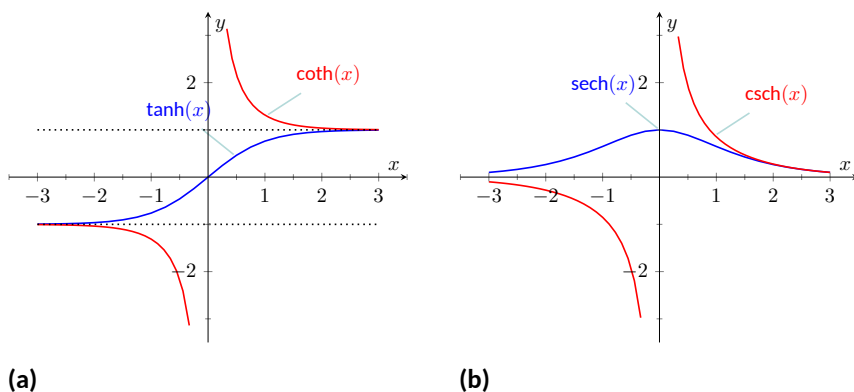 y
coth(x)
2
tanh(x)
x
−3 −2 −1 1 2 3
−2
(a)
y
2
sech(x)
csch(x)
x
−3 −2 −1 1 2 3
−2
(b)